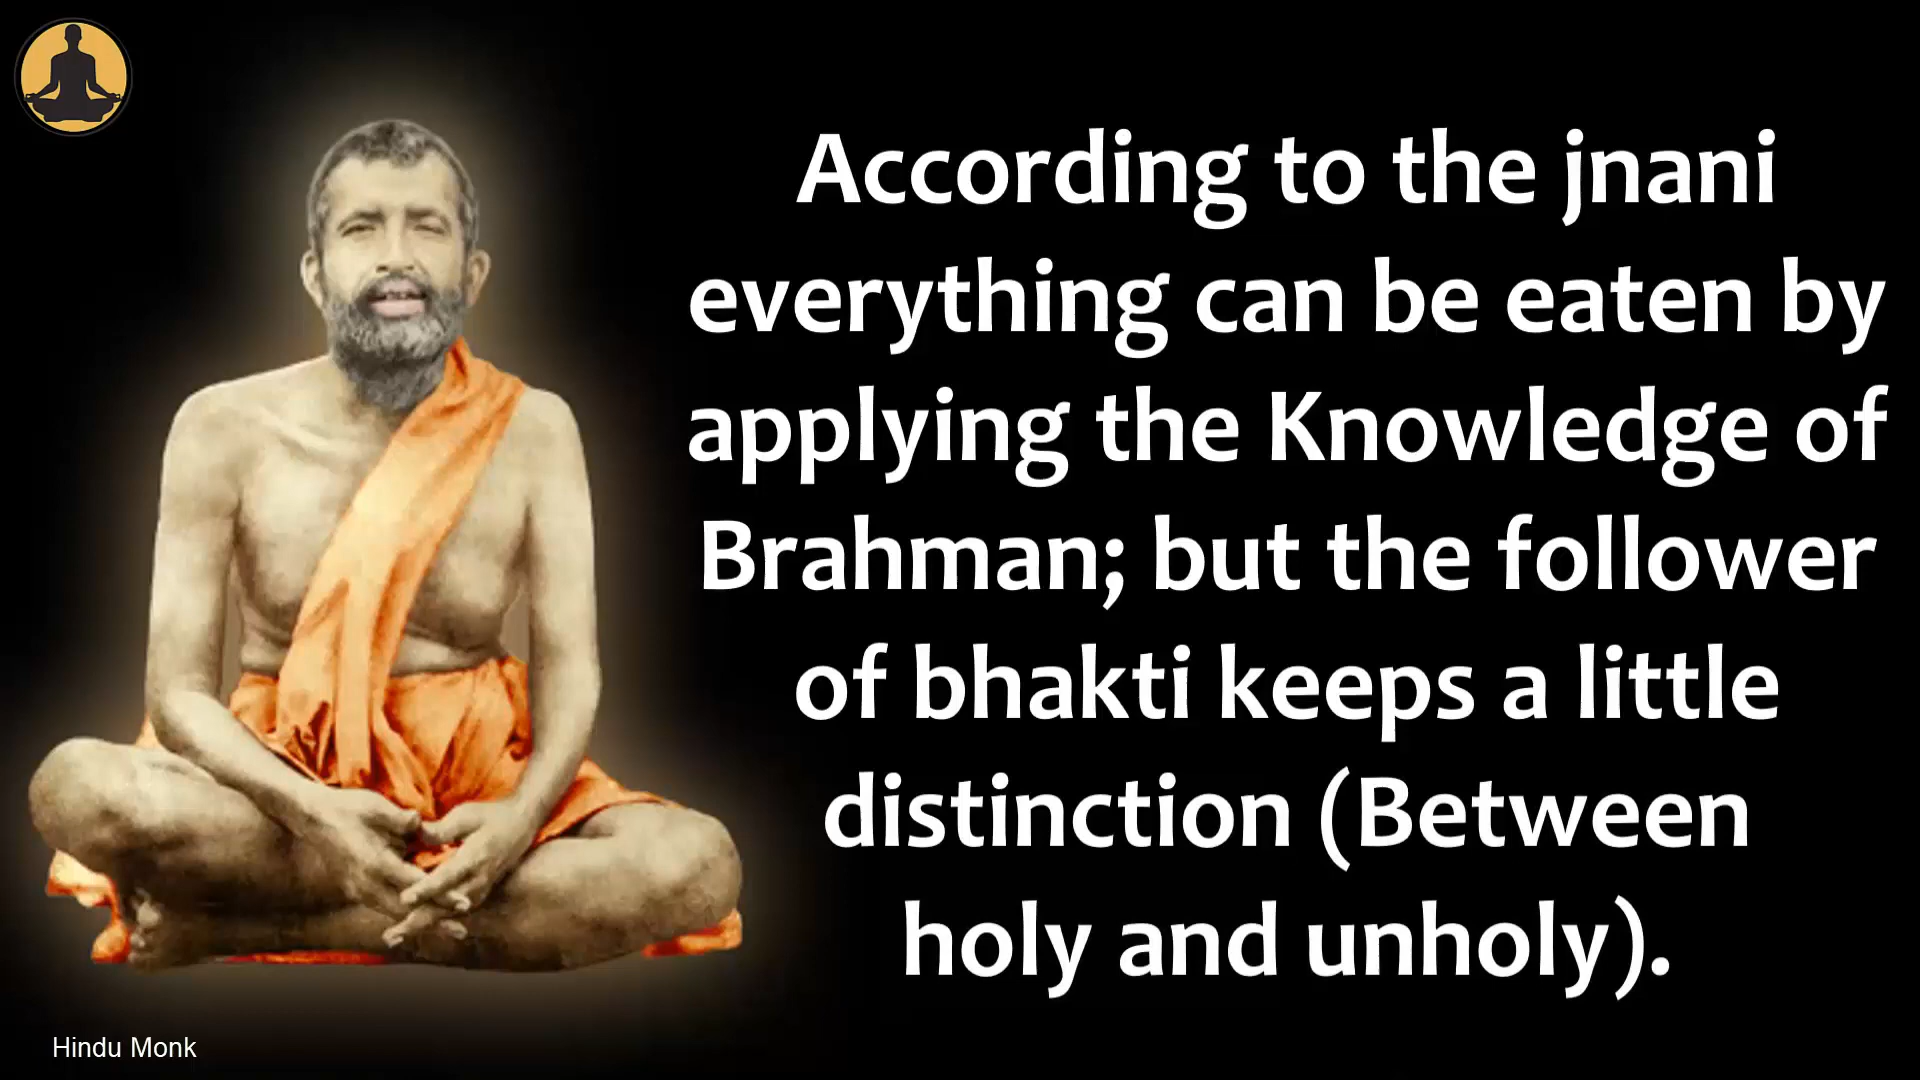 According to the jnani
everything can be eaten by
applying the Knowledge of
Brahman; but the follower
of bhakti keeps a little
distinction (Between
holy and unholy).
Hindu Monk